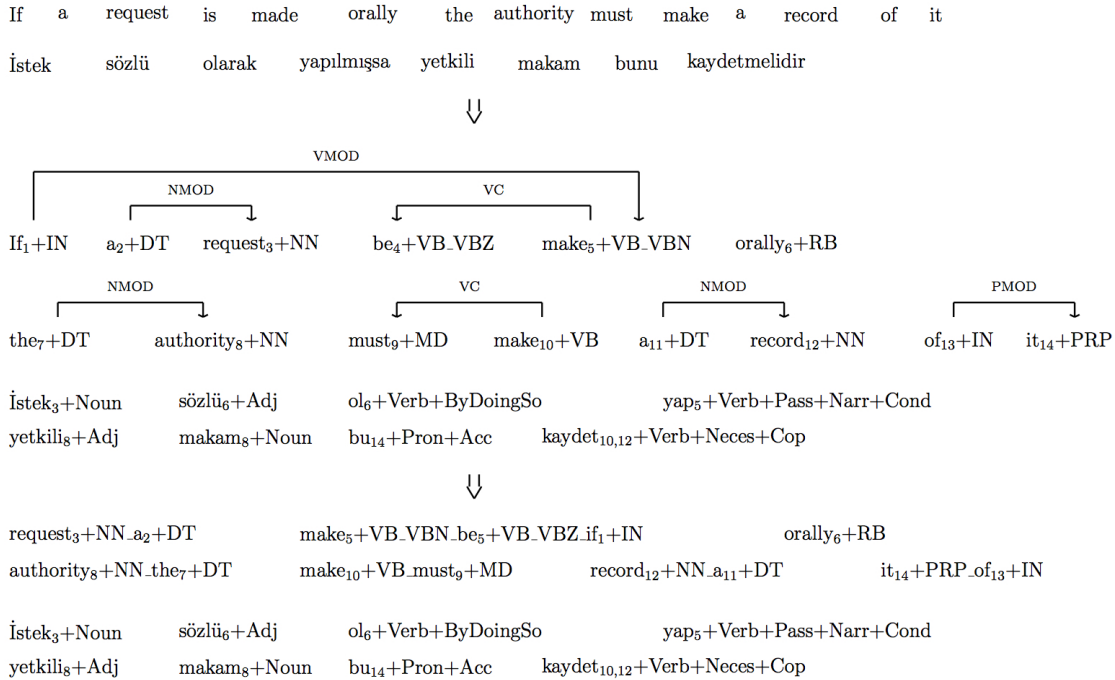 If a request is made orally the authority must make a record of it
İstek sözlü olarak yapılmışsa yetkili makam bunu kaydetmelidir
⇓
VMOD
NMOD VC
If₁+IN a₂+DT request₃+NN be₄+VB_VBZ make₅+VB_VBN orally₆+RB
NMOD VC NMOD PMOD
the₇+DT authority₈+NN must₉+MD make₁₀+VB a₁₁+DT record₁₂+NN of₁₃+IN it₁₄+PRP
İstek₃+Noun sözlü₆+Adj ol₆+Verb+ByDoingSo yap₅+Verb+Pass+Narr+Cond
yetkili₈+Adj makam₈+Noun bu₁₄+Pron+Acc kaydet₁₀,₁₂+Verb+Neces+Cop
⇓
request₃+NN_a₂+DT make₅+VB_VBN_be₅+VB_VBZ_if₁+IN orally₆+RB
authority₈+NN_the₇+DT make₁₀+VB_must₉+MD record₁₂+NN_a₁₁+DT it₁₄+PRP_of₁₃+IN
İstek₃+Noun sözlü₆+Adj ol₆+Verb+ByDoingSo yap₅+Verb+Pass+Narr+Cond
yetkili₈+Adj makam₈+Noun bu₁₄+Pron+Acc kaydet₁₀,₁₂+Verb+Neces+Cop